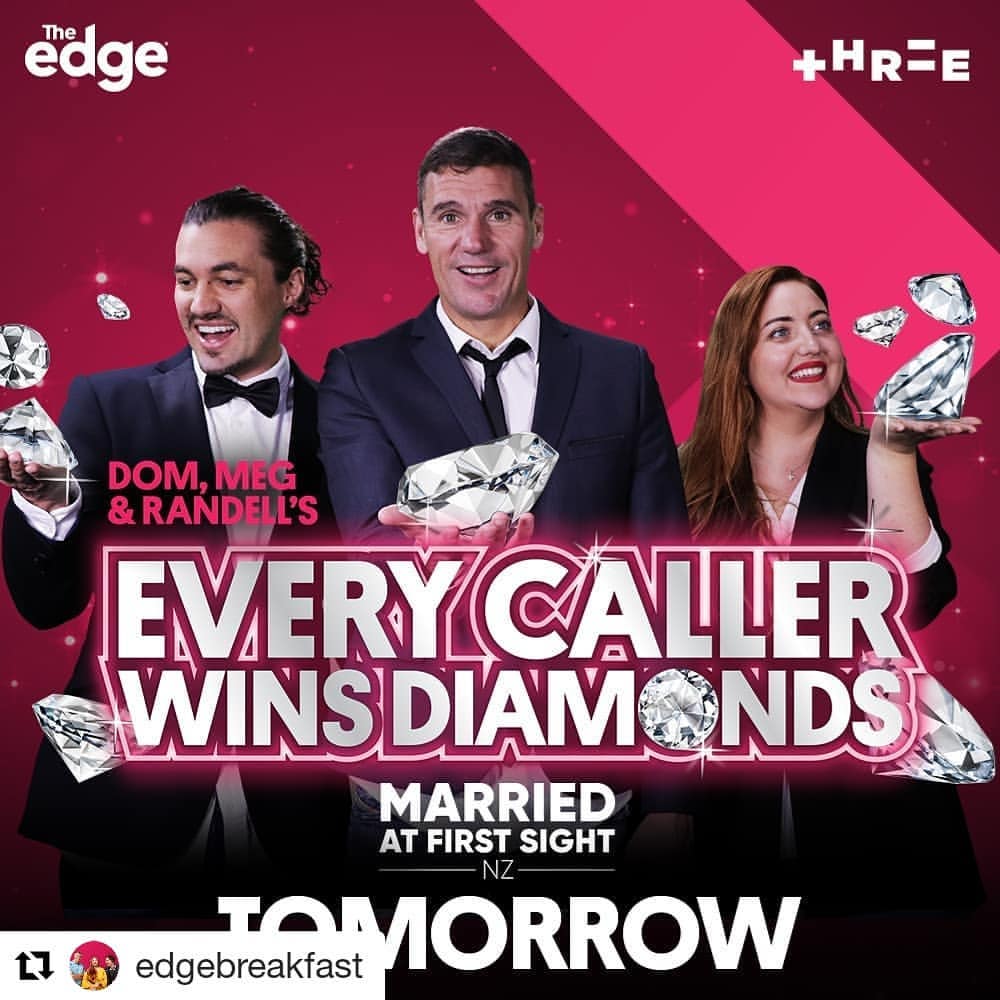 The
edge
THREE
DOM, MEG
& RANDELL'S
EVERY CALLER
WINS DIAMONDS
MARRIED
AT FIRST SIGHT
NZ
TOMORROW
edgebreakfast